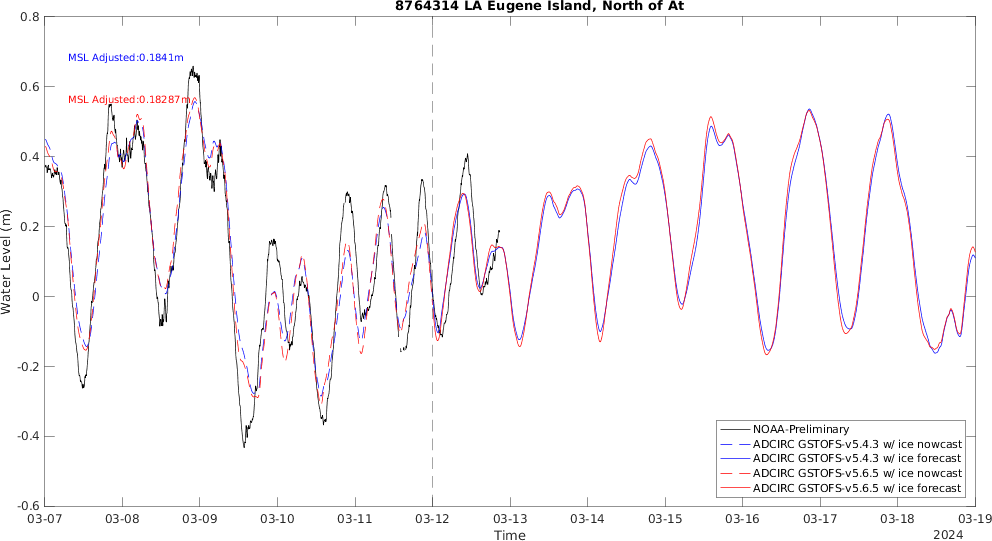 8764314 LA Eugene Island, North of At
0.8
0.6
0.4
0.2
0
-0.2
-0.4
-0.6
Water Level (m)
MSL Adjusted:0.1841m
MSL Adjusted:0.18287m
NOAA-Preliminary
ADCIRC GSTOFS-v5.4.3 w/ ice nowcast
ADCIRC GSTOFS-v5.4.3 w/ ice forecast
ADCIRC GSTOFS-v5.6.5 w/ ice nowcast
ADCIRC GSTOFS-v5.6.5 w/ ice forecast
03-07 03-08 03-09 03-10 03-11 03-12 03-13 03-14 03-15 03-16 03-17 03-18 03-19
Time
2024